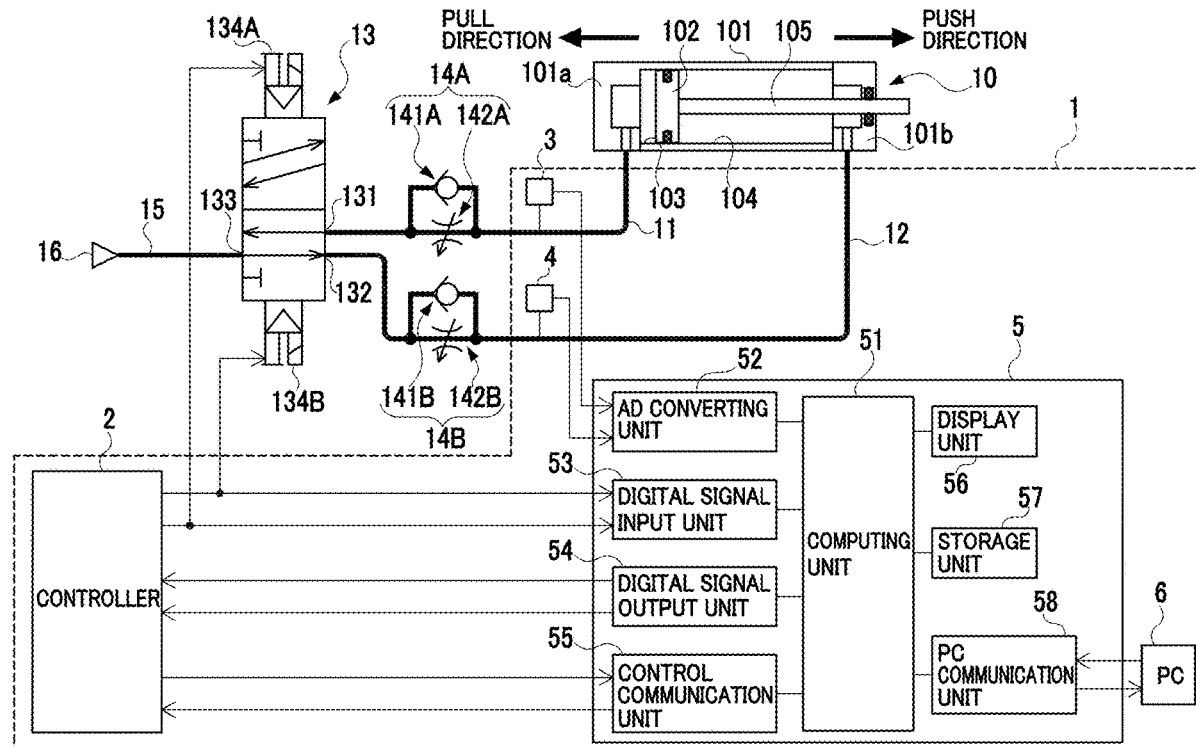 134A
13
PULL
DIRECTION
101
102
105
PUSH
DIRECTION
101a
10
14A
141A
142A
3
101b
1
103
104
11
12
15
133
131
16
132
4
134B
141B
142B
14B
2
52
51
5
AD CONVERTING
UNIT
DISPLAY
UNIT
56
53
DIGITAL SIGNAL
INPUT UNIT
COMPUTING
UNIT
57
STORAGE
UNIT
54
DIGITAL SIGNAL
OUTPUT UNIT
CONTROLLER
55
CONTROL
COMMUNICATION
UNIT
58
PC
COMMUNICATION
UNIT
6
PC